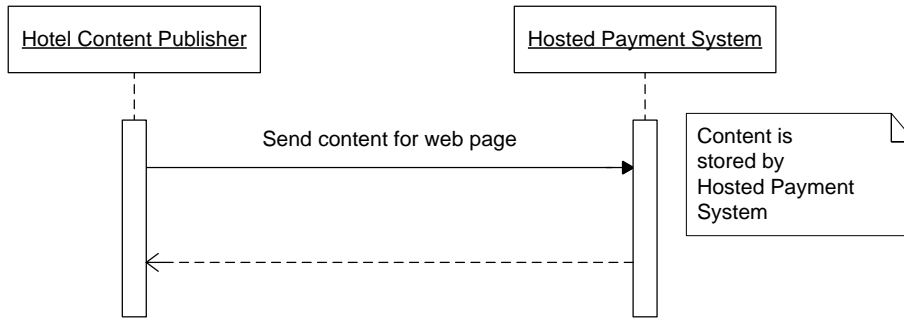 Hotel Content Publisher
Hosted Payment System
Send content for web page
Content is
stored by
Hosted Payment
System